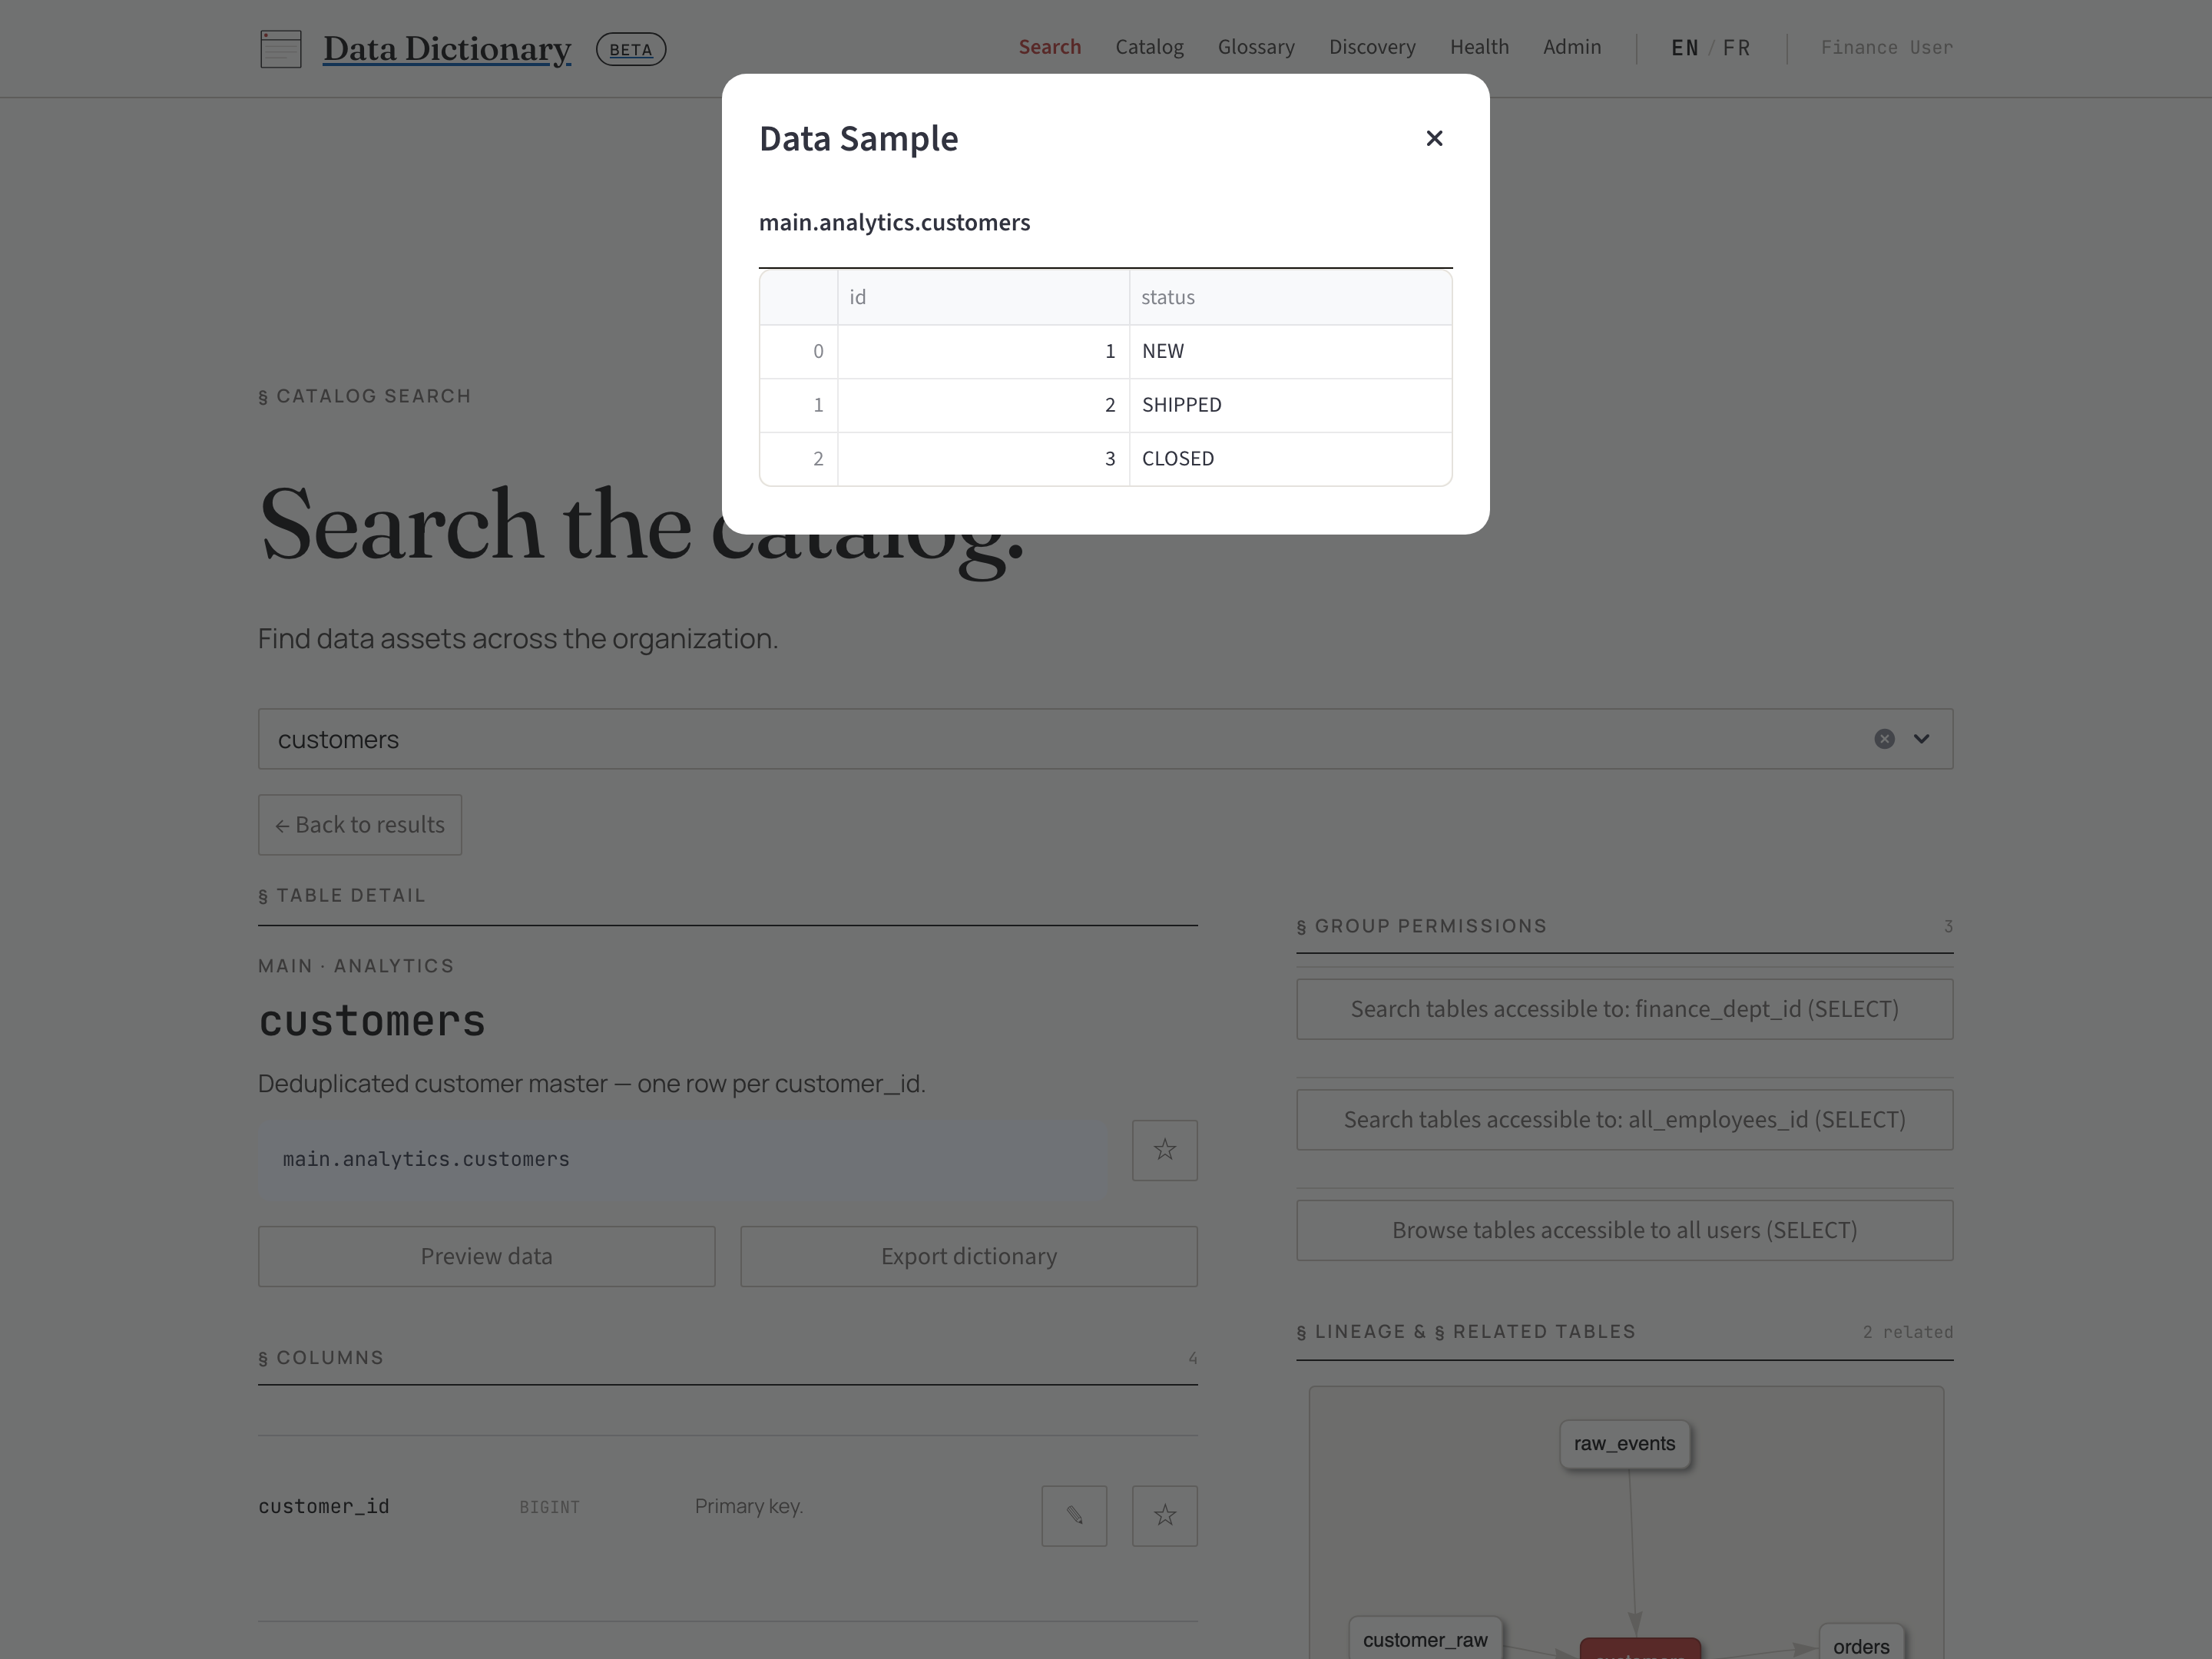 Data Dictionary BETA
Search Catalog Glossary Discovery Health Admin EN / FR Finance User
Data Sample
main.analytics.customers
id status
0 1 NEW
1 2 SHIPPED
2 3 CLOSED
§ CATALOG SEARCH
Search the catalog.
Find data assets across the organization.
customers
← Back to results
§ TABLE DETAIL
MAIN · ANALYTICS
customers
Deduplicated customer master — one row per customer_id.
main.analytics.customers
Preview data Export dictionary
§ COLUMNS 4
customer_id BIGINT Primary key.
§ GROUP PERMISSIONS 3
Search tables accessible to: finance_dept_id (SELECT)
Search tables accessible to: all_employees_id (SELECT)
Browse tables accessible to all users (SELECT)
§ LINEAGE & § RELATED TABLES 2 related
raw_events
customer_raw
orders